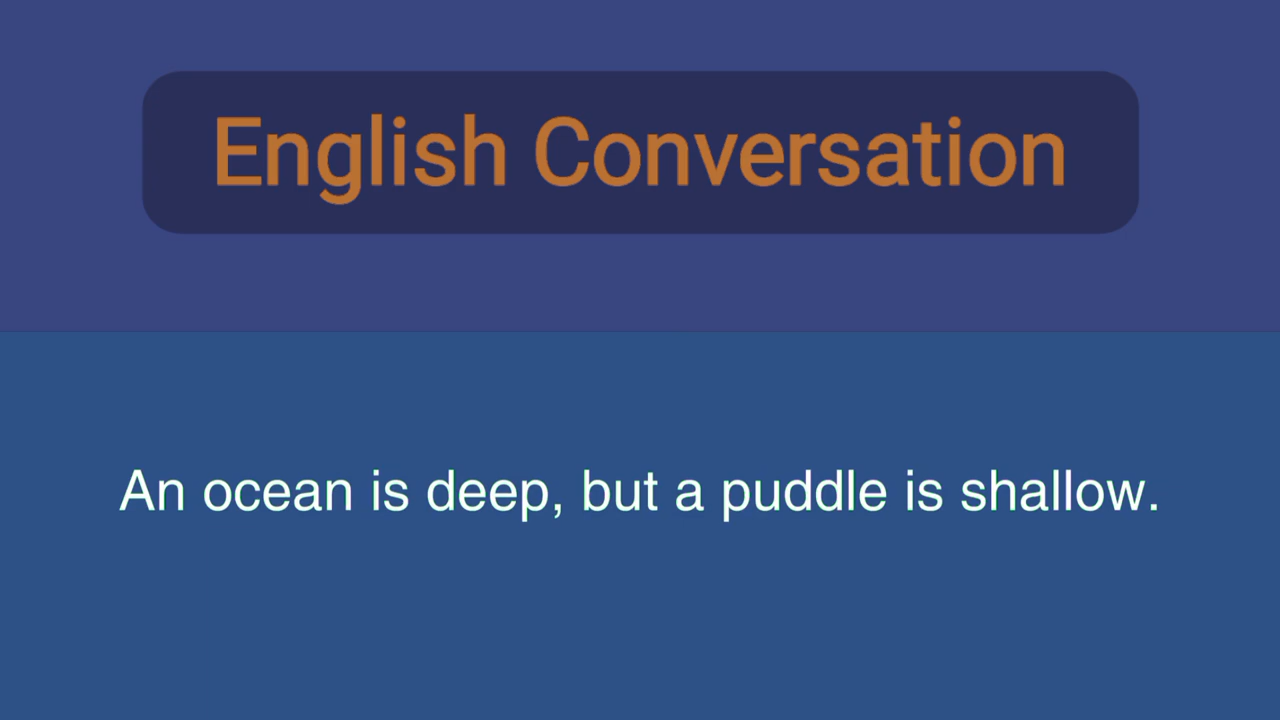 English Conversation
An ocean is deep, but a puddle is shallow.